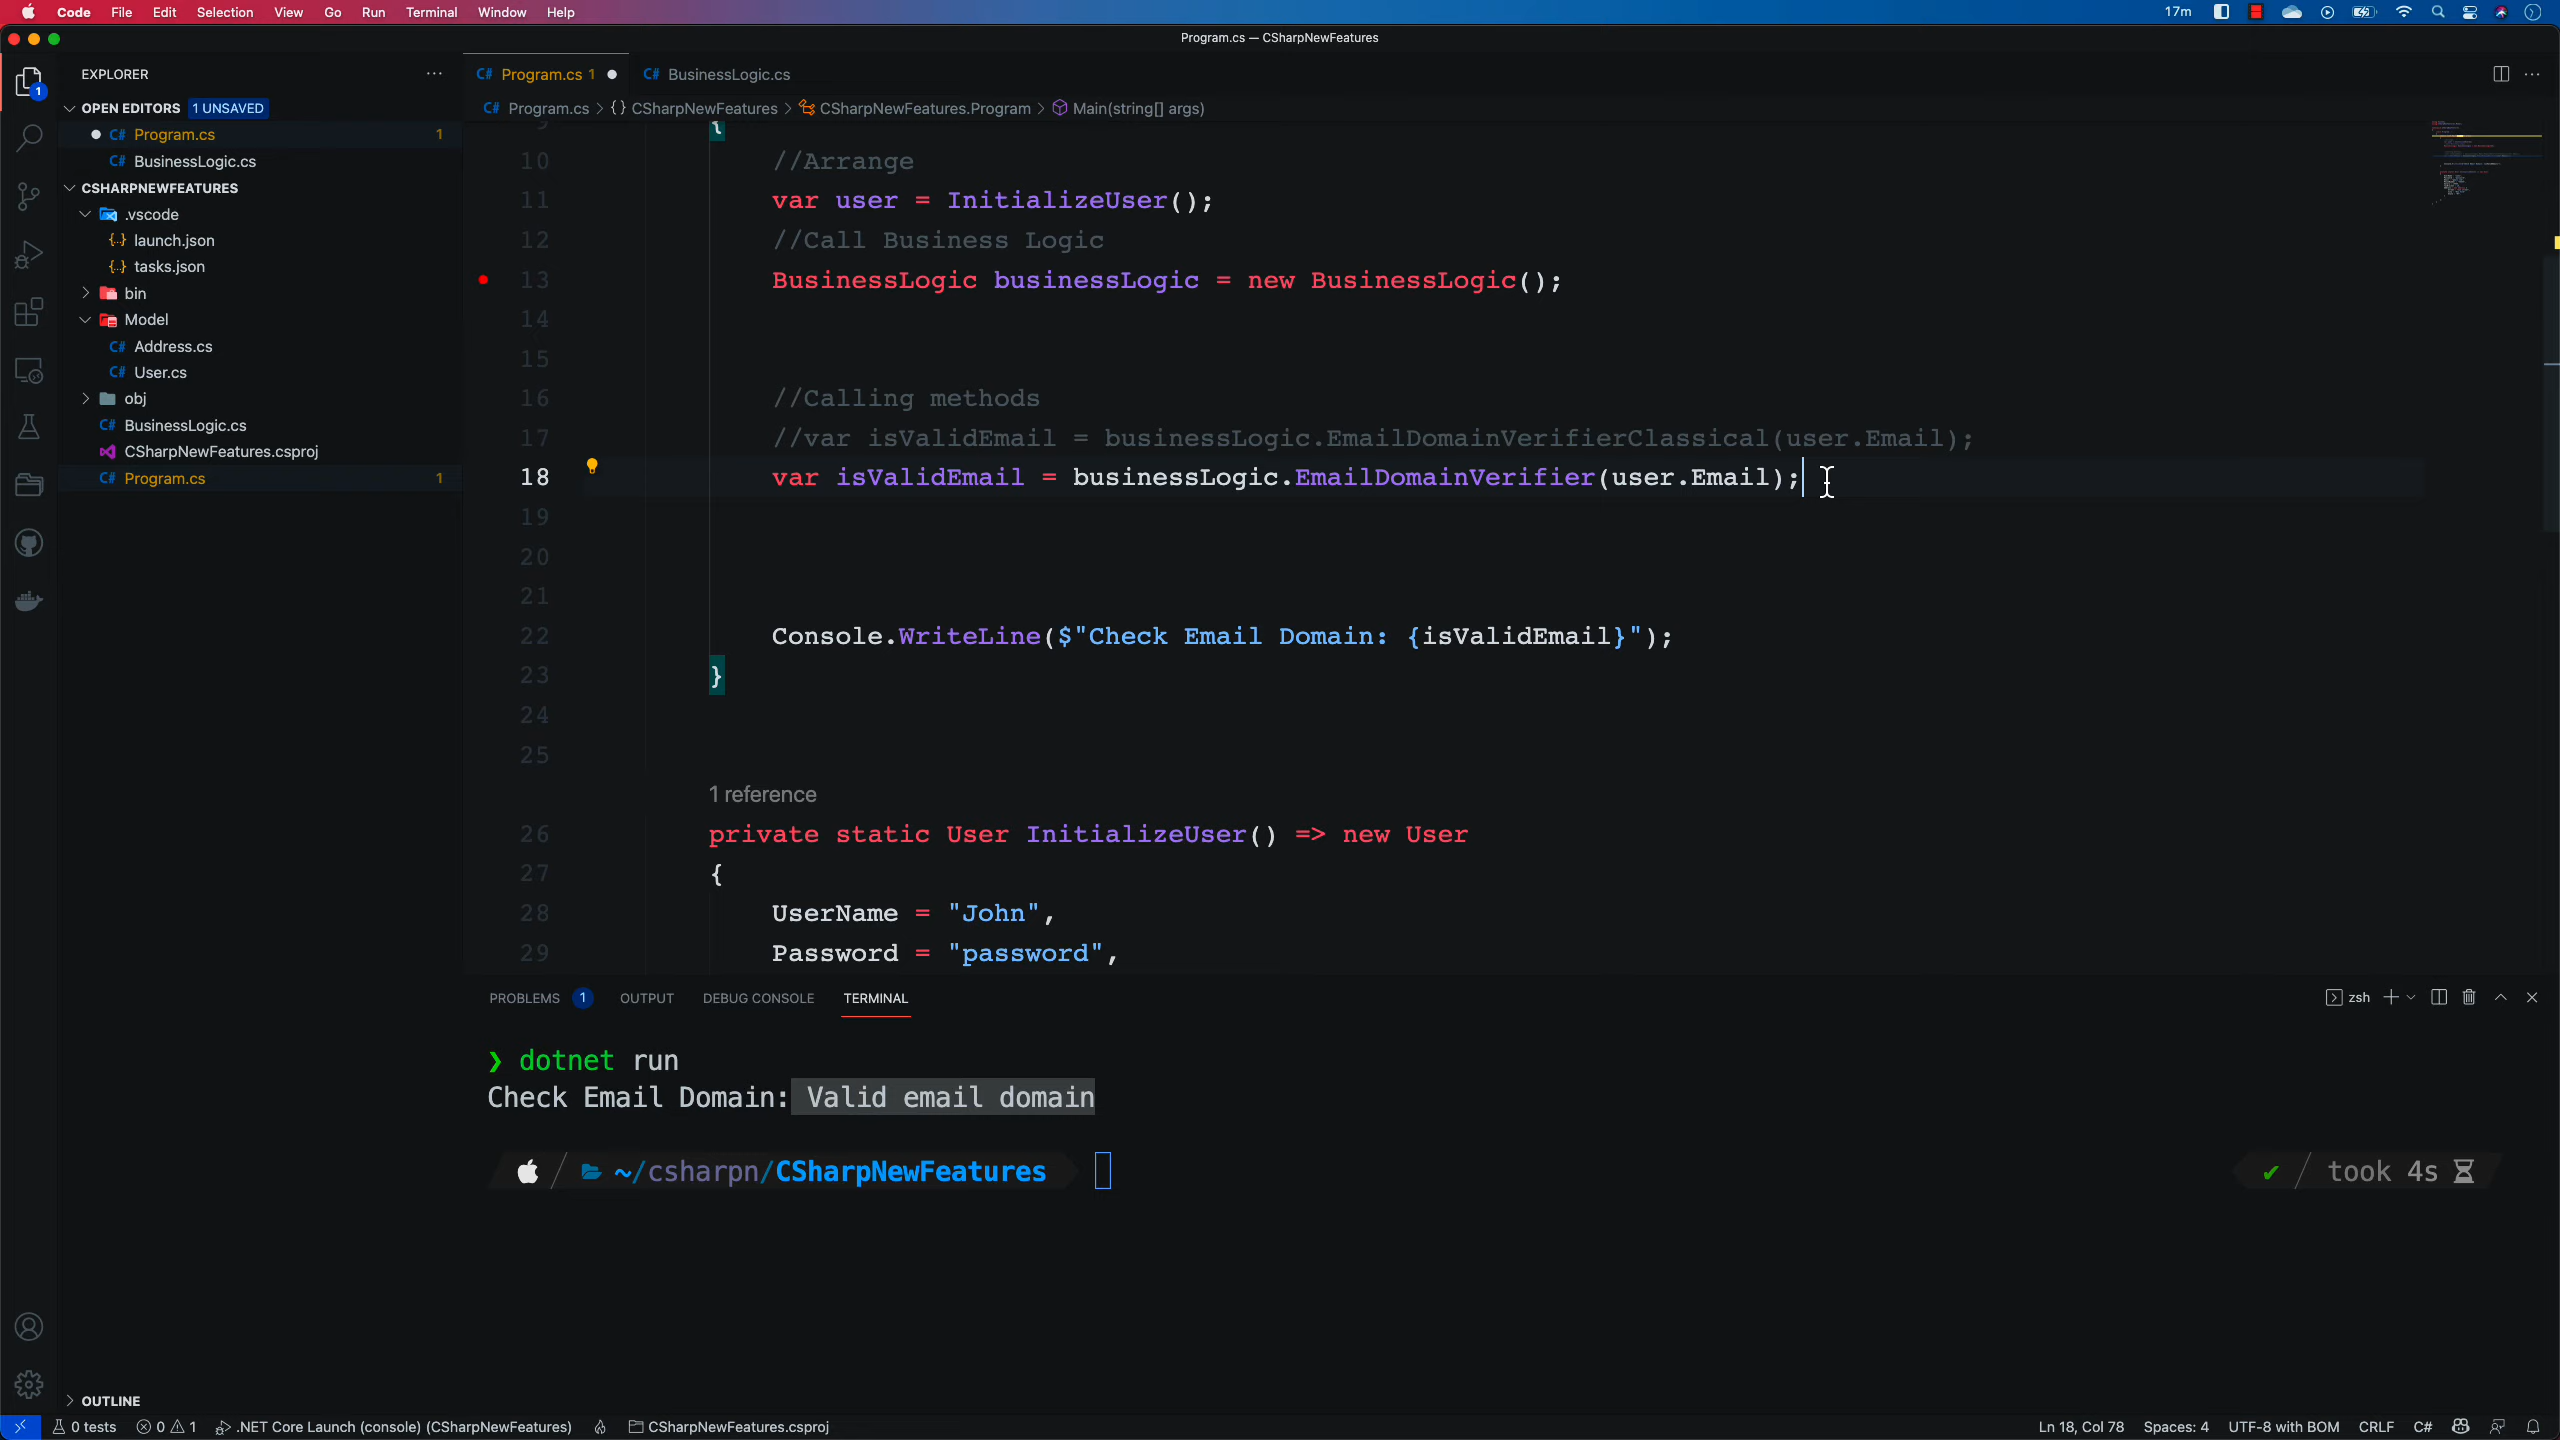 Code File Edit Selection View Go Run Terminal Window Help 17m
Program.cs — CSharpNewFeatures
EXPLORER
OPEN EDITORS 1 UNSAVED
C# Program.cs 1
C# BusinessLogic.cs
CSHARPNEWFEATURES
.vscode
{..} launch.json
{..} tasks.json
bin
Model
C# Address.cs
C# User.cs
obj
C# BusinessLogic.cs
CSharpNewFeatures.csproj
C# Program.cs 1
OUTLINE
C# Program.cs 1 C# BusinessLogic.cs
C# Program.cs > {} CSharpNewFeatures > CSharpNewFeatures.Program > Main(string[] args)
9 {
10 //Arrange
11 var user = InitializeUser();
12 //Call Business Logic
13 BusinessLogic businessLogic = new BusinessLogic();
14
15
16 //Calling methods
17 //var isValidEmail = businessLogic.EmailDomainVerifierClassical(user.Email);
18 var isValidEmail = businessLogic.EmailDomainVerifier(user.Email);
19
20
21
22 Console.WriteLine($"Check Email Domain: {isValidEmail}");
23 }
24
25
1 reference
26 private static User InitializeUser() => new User
27 {
28 UserName = "John",
29 Password = "password",
PROBLEMS 1 OUTPUT DEBUG CONSOLE TERMINAL zsh
❯ dotnet run
Check Email Domain: Valid email domain
~/csharpn/CSharpNewFeatures ✔ took 4s
0 tests 0 1 .NET Core Launch (console) (CSharpNewFeatures) CSharpNewFeatures.csproj Ln 18, Col 78 Spaces: 4 UTF-8 with BOM CRLF C#